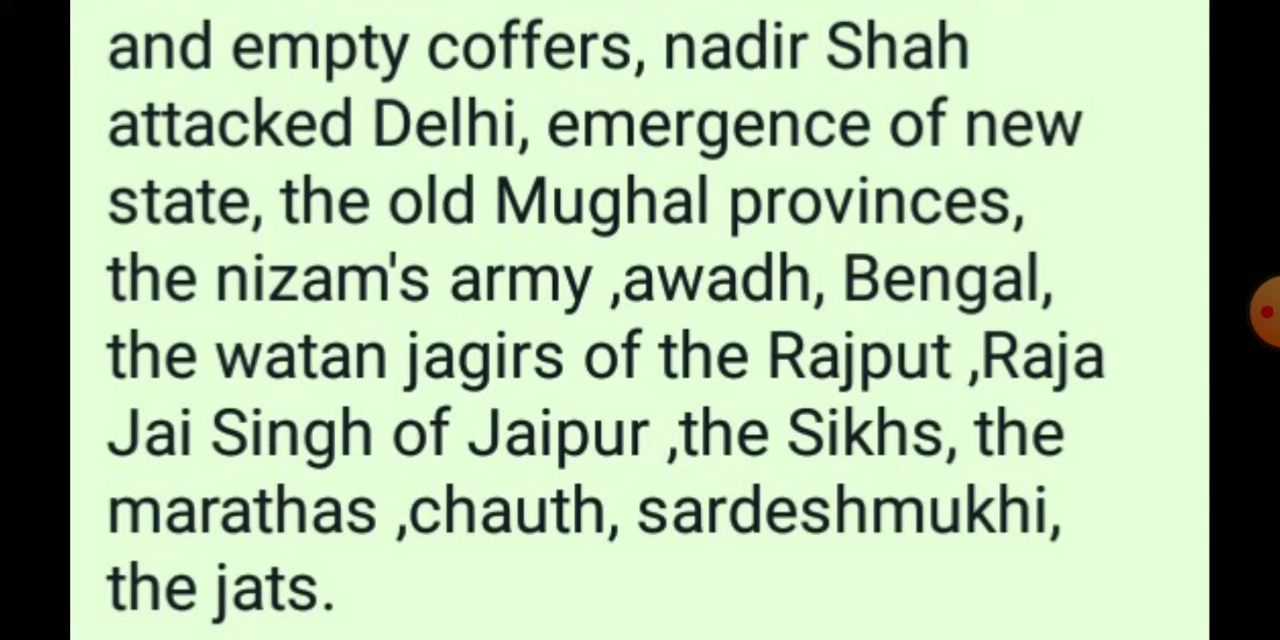 and empty coffers, nadir Shah
attacked Delhi, emergence of new
state, the old Mughal provinces,
the nizam's army ,awadh, Bengal,
the watan jagirs of the Rajput ,Raja
Jai Singh of Jaipur ,the Sikhs, the
marathas ,chauth, sardeshmukhi,
the jats.